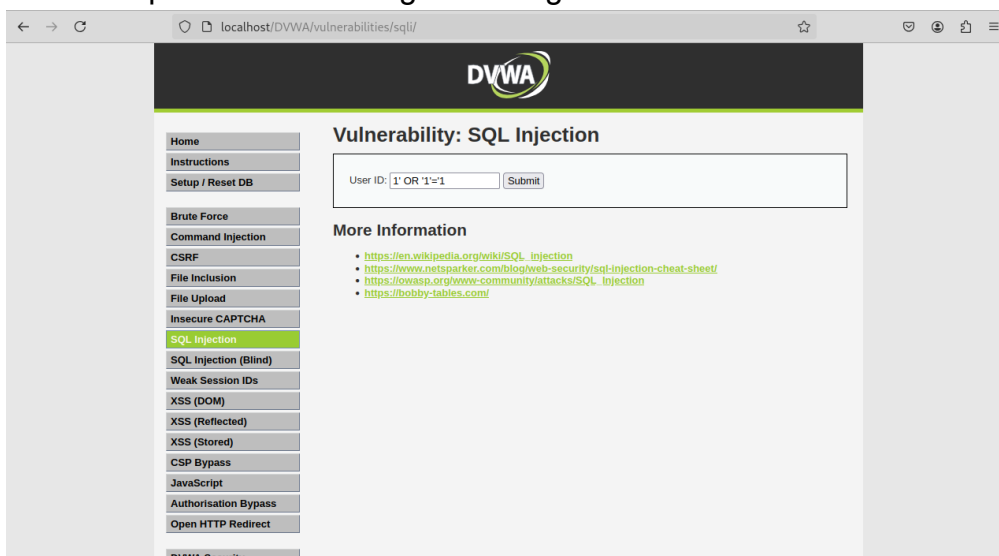 localhost/DVWA/vulnerabilities/sqli/
DVWA
Home
Instructions
Setup / Reset DB
Brute Force
Command Injection
CSRF
File Inclusion
File Upload
Insecure CAPTCHA
SQL Injection
SQL Injection (Blind)
Weak Session IDs
XSS (DOM)
XSS (Reflected)
XSS (Stored)
CSP Bypass
JavaScript
Authorisation Bypass
Open HTTP Redirect
Vulnerability: SQL Injection
User ID: 1' OR '1'='1 Submit
More Information
https://en.wikipedia.org/wiki/SQL_injection
https://www.netsparker.com/blog/web-security/sql-injection-cheat-sheet/
https://owasp.org/www-community/attacks/SQL_Injection
https://bobby-tables.com/